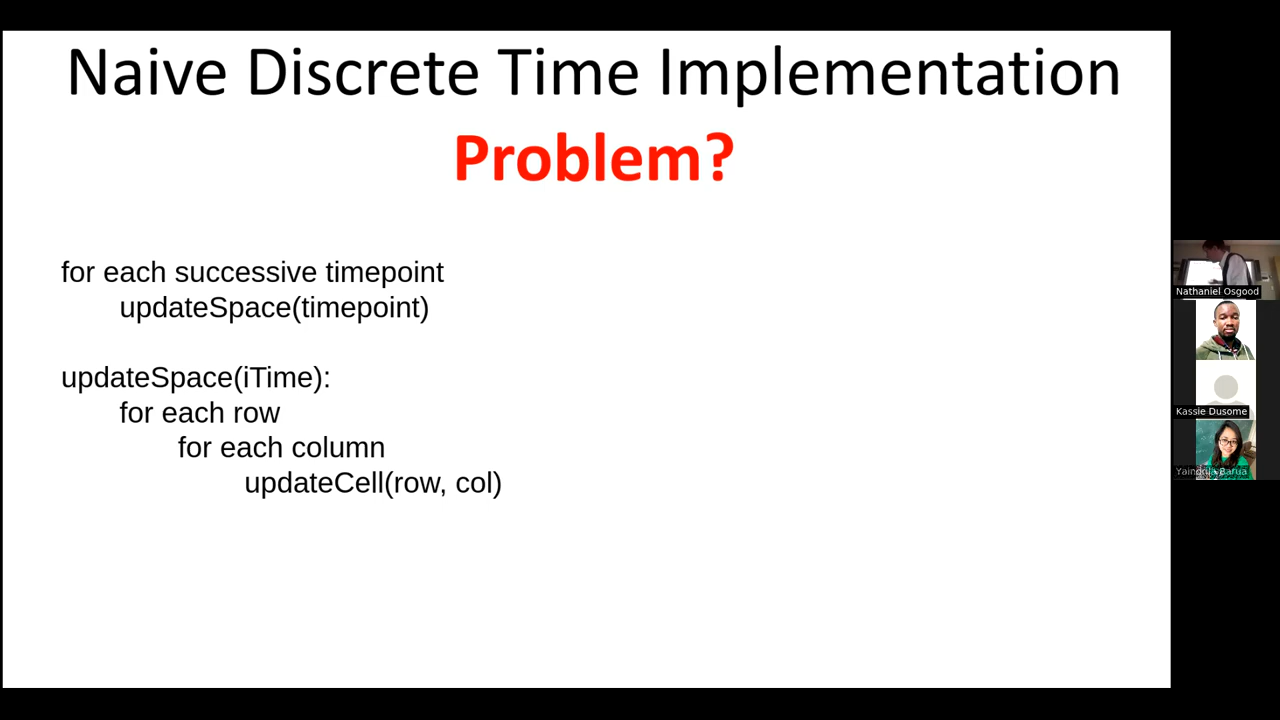 Naive Discrete Time Implementation
Problem?
for each successive timepoint
updateSpace(timepoint)
updateSpace(iTime):
for each row
for each column
updateCell(row, col)
Nathaniel Osgood
Kassie Dusome
Barua